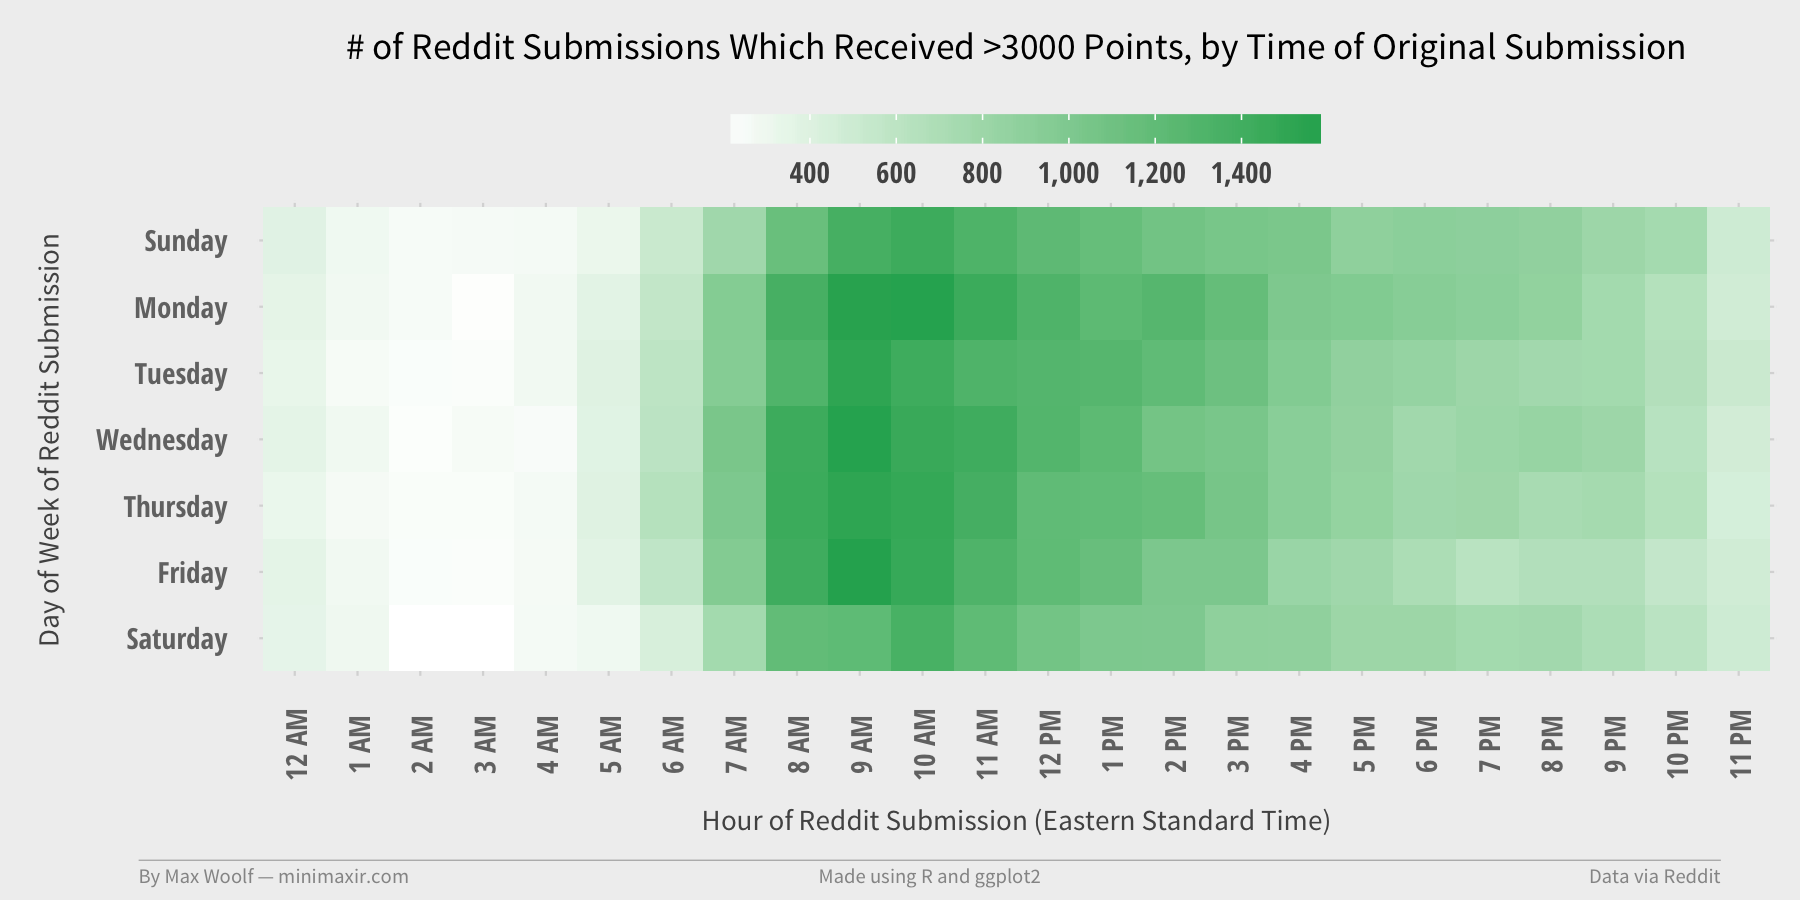 # of Reddit Submissions Which Received >3000 Points, by Time of Original Submission
400 600 800 1,000 1,200 1,400
Day of Week of Reddit Submission
Sunday
Monday
Tuesday
Wednesday
Thursday
Friday
Saturday
12 AM 1 AM 2 AM 3 AM 4 AM 5 AM 6 AM 7 AM 8 AM 9 AM 10 AM 11 AM 12 PM 1 PM 2 PM 3 PM 4 PM 5 PM 6 PM 7 PM 8 PM 9 PM 10 PM 11 PM
Hour of Reddit Submission (Eastern Standard Time)
By Max Woolf — minimaxir.com Made using R and ggplot2 Data via Reddit